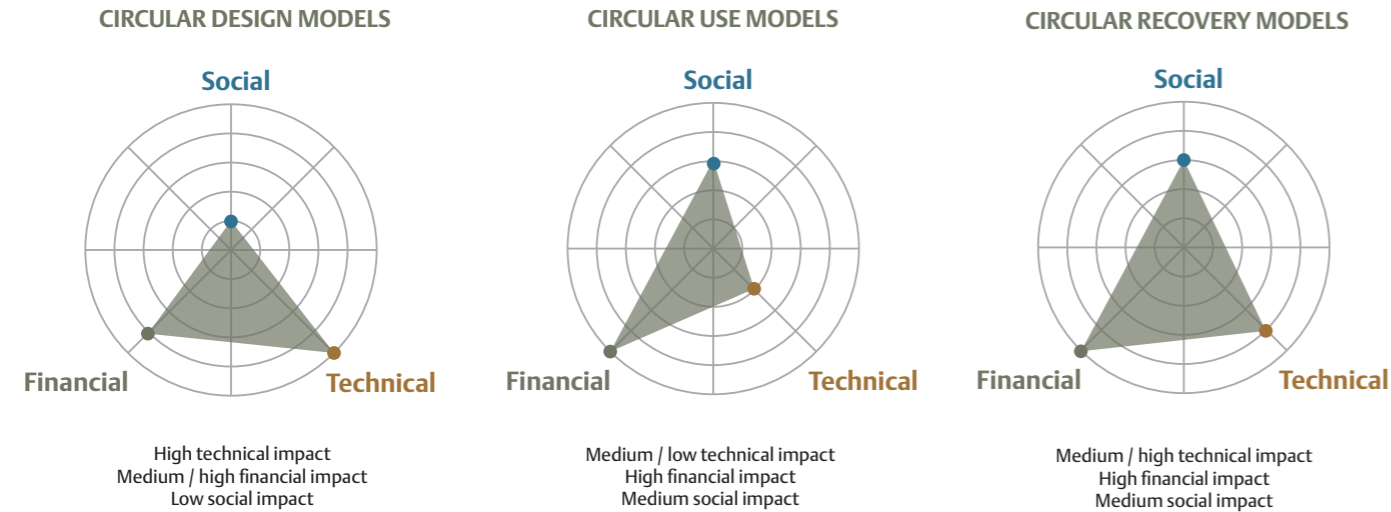 CIRCULAR DESIGN MODELS
Social
Financial
Technical
High technical impact
Medium / high financial impact
Low social impact
CIRCULAR USE MODELS
Social
Financial
Technical
Medium / low technical impact
High financial impact
Medium social impact
CIRCULAR RECOVERY MODELS
Social
Financial
Technical
Medium / high technical impact
High financial impact
Medium social impact